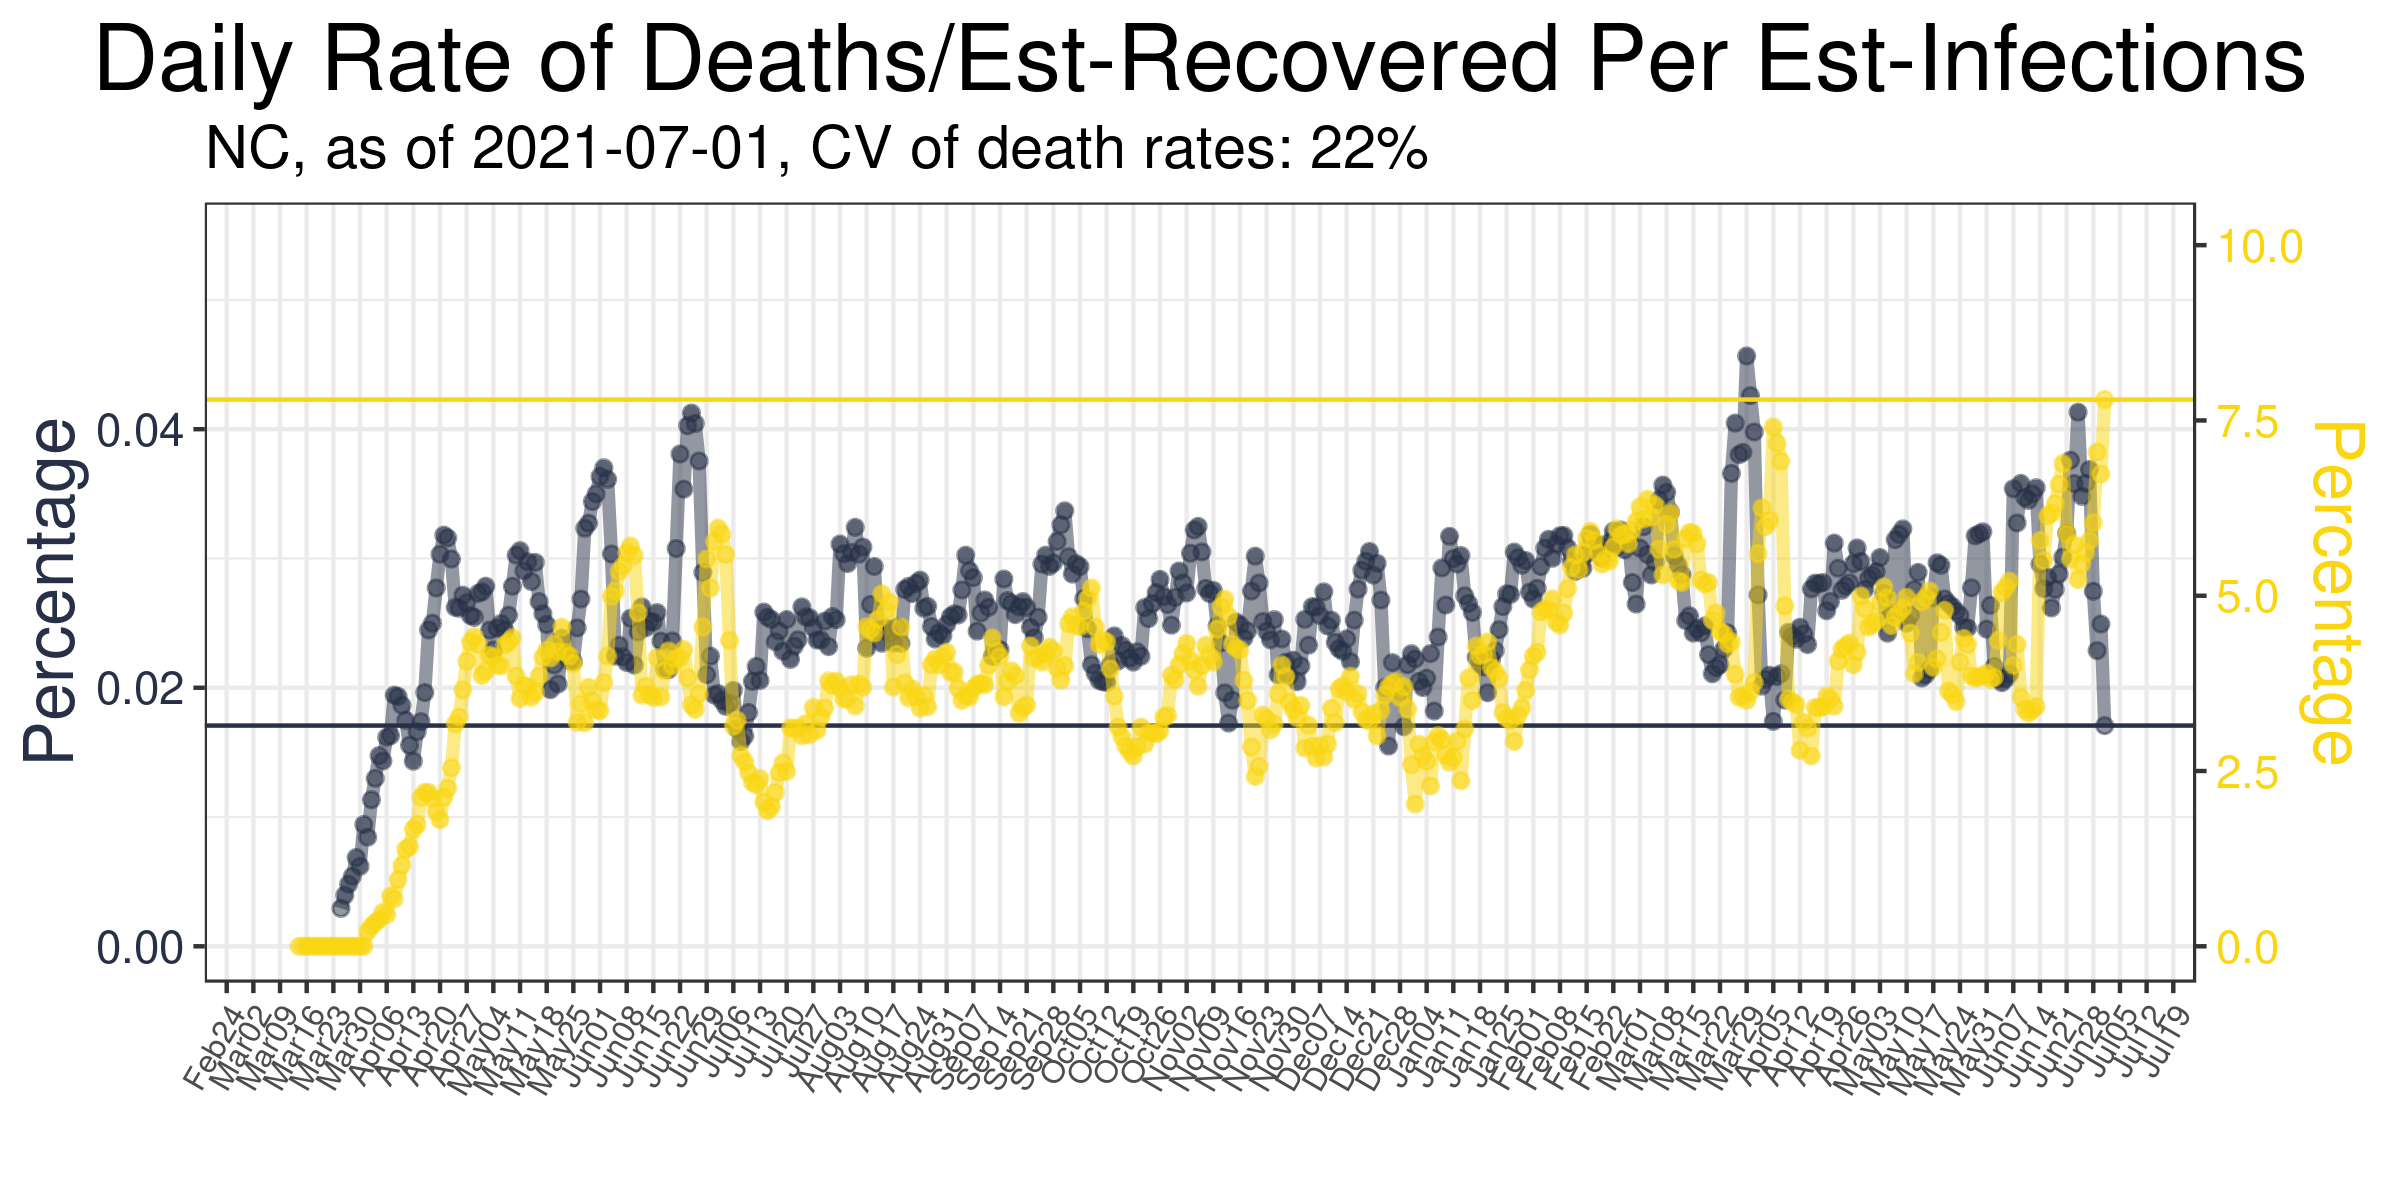 Daily Rate of Deaths/Est-Recovered Per Est-Infections
NC, as of 2021-07-01, CV of death rates: 22%
Percentage
0.04
0.02
0.00
10.0
7.5
5.0
2.5
0.0
Percentage
Feb24
Mar02
Mar09
Mar16
Mar23
Mar30
Apr06
Apr13
Apr20
Apr27
May04
May11
May18
May25
Jun01
Jun08
Jun15
Jun22
Jun29
Jul06
Jul13
Jul20
Jul27
Aug03
Aug10
Aug17
Aug24
Aug31
Sep07
Sep14
Sep21
Sep28
Oct05
Oct12
Oct19
Oct26
Nov02
Nov09
Nov16
Nov23
Nov30
Dec07
Dec14
Dec21
Dec28
Jan04
Jan11
Jan18
Jan25
Feb01
Feb08
Feb15
Feb22
Mar01
Mar08
Mar15
Mar22
Mar29
Apr05
Apr12
Apr19
Apr26
May03
May10
May17
May24
May31
Jun07
Jun14
Jun21
Jun28
Jul05
Jul12
Jul19